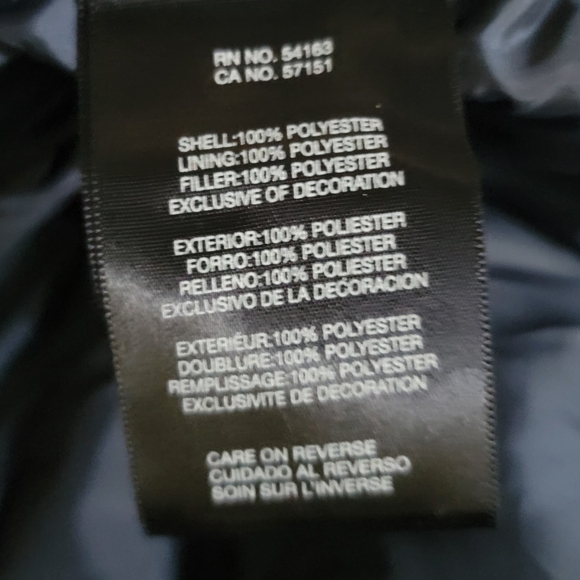 RN NO. 54163
CA NO. 57151
SHELL:100% POLYESTER
LINING:100% POLYESTER
FILLER:100% POLYESTER
EXCLUSIVE OF DECORATION
EXTERIOR:100% POLIESTER
FORRO:100% POLIESTER
RELLENO:100% POLIESTER
EXCLUSIVO DE LA DECORACION
EXTERIEUR:100% POLYESTER
DOUBLURE:100% POLYESTER
REMPLISSAGE:100% POLYESTER
EXCLUSIVITE DE DECORATION
CARE ON REVERSE
CUIDADO AL REVERSO
SOIN SUR L'INVERSE